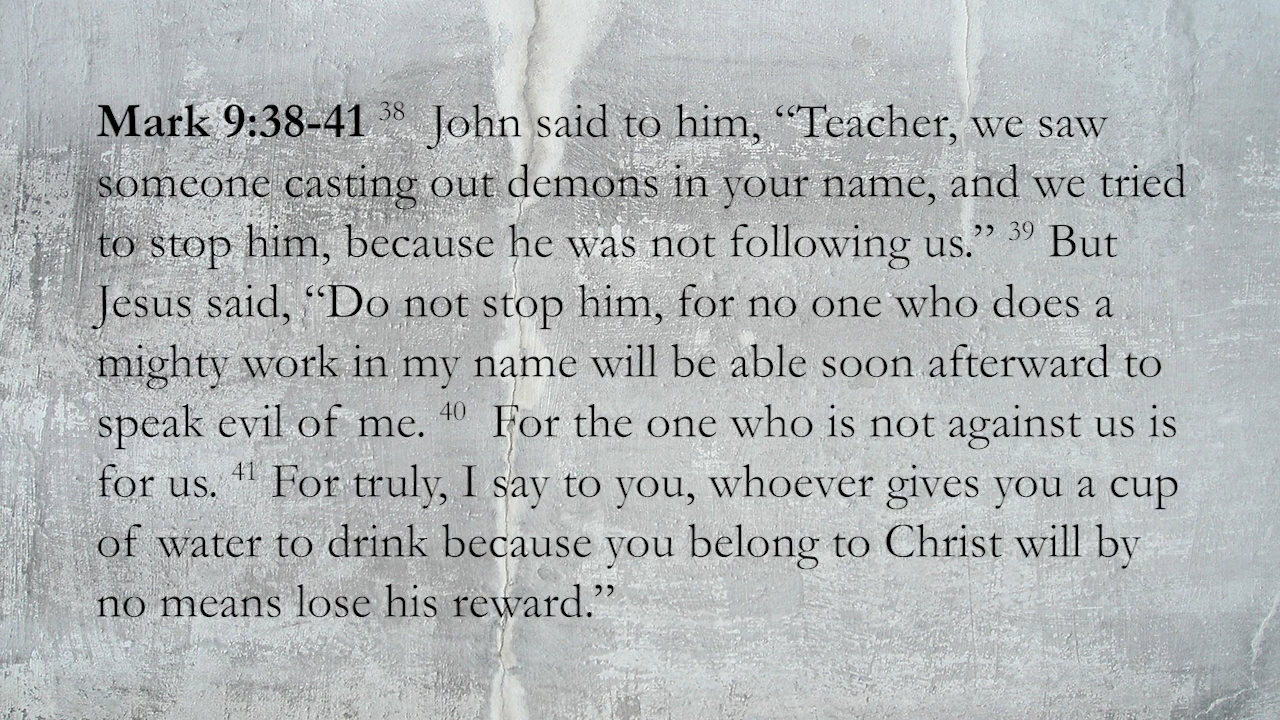 Mark 9:38-41 38 John said to him, “Teacher, we saw
someone casting out demons in your name, and we tried
to stop him, because he was not following us.” 39 But
Jesus said, “Do not stop him, for no one who does a
mighty work in my name will be able soon afterward to
speak evil of me. 40 For the one who is not against us is
for us. 41 For truly, I say to you, whoever gives you a cup
of water to drink because you belong to Christ will by
no means lose his reward.”